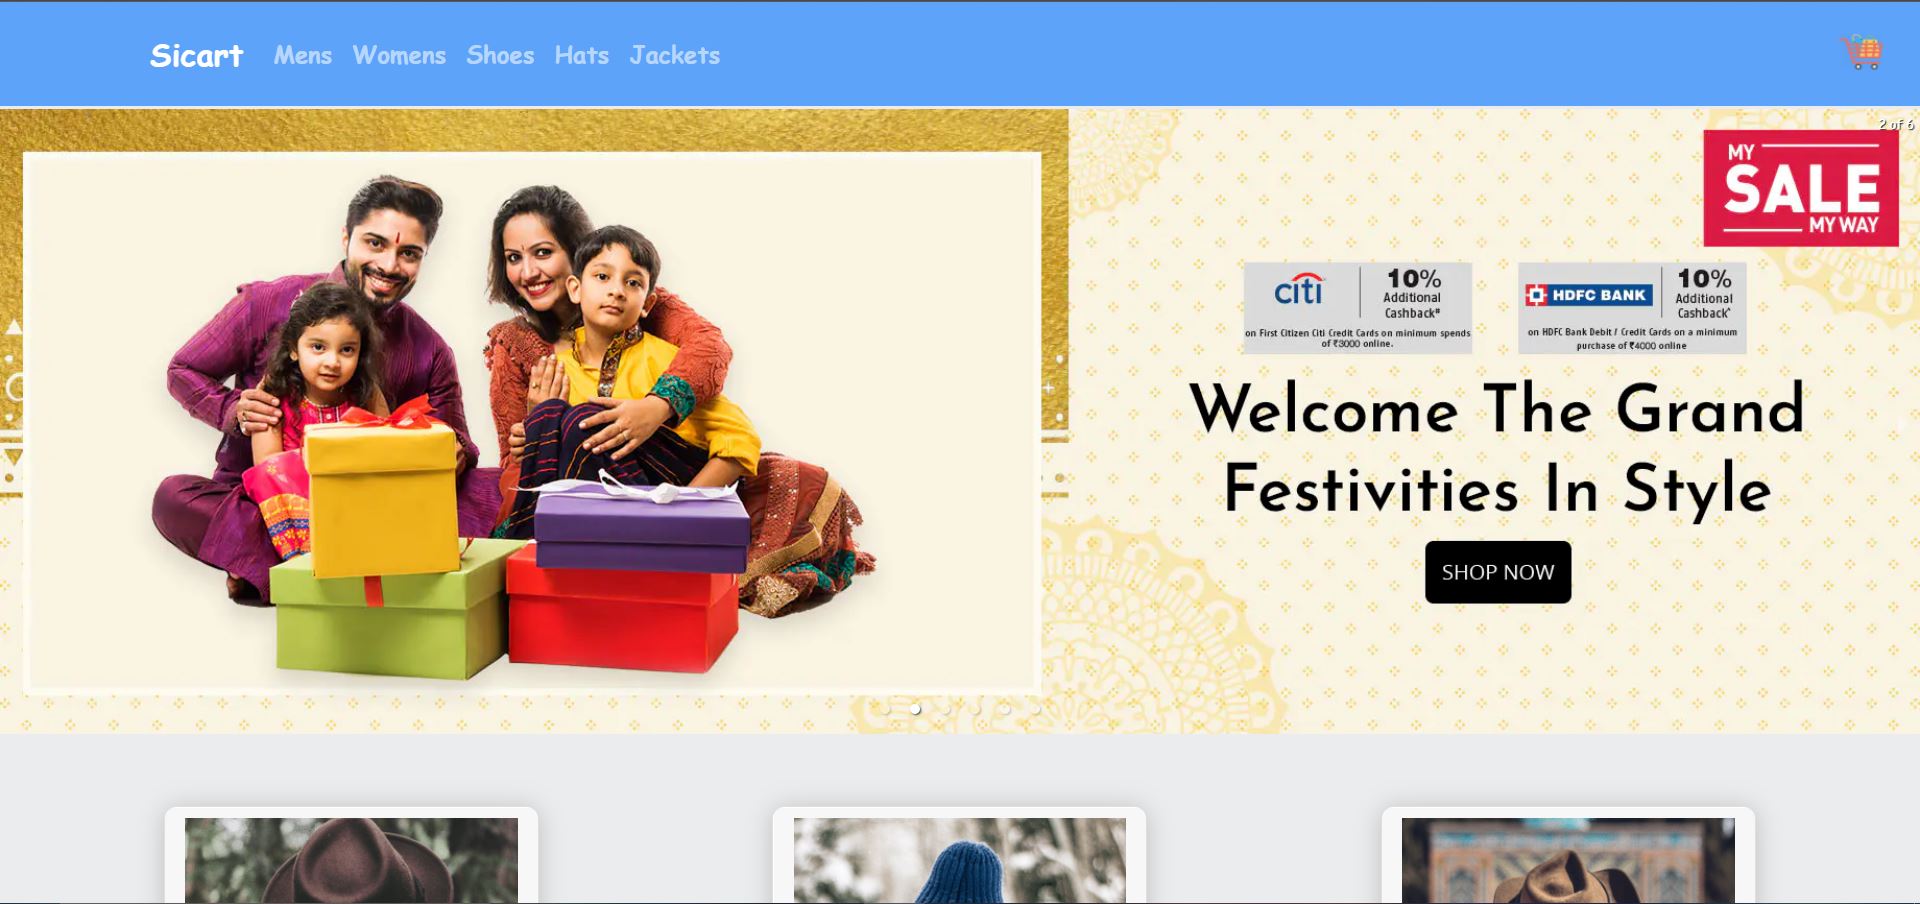 Sicart Mens Womens Shoes Hats Jackets
2 of 6
MY
SALE
MY WAY
citi
10%
Additional
Cashback#
on First Citizen Citi Credit Cards on minimum spends
of ₹3000 online.
HDFC BANK
10%
Additional
Cashback^
on HDFC Bank Debit / Credit Cards on a minimum
purchase of ₹4000 online
Welcome The Grand
Festivities In Style
SHOP NOW